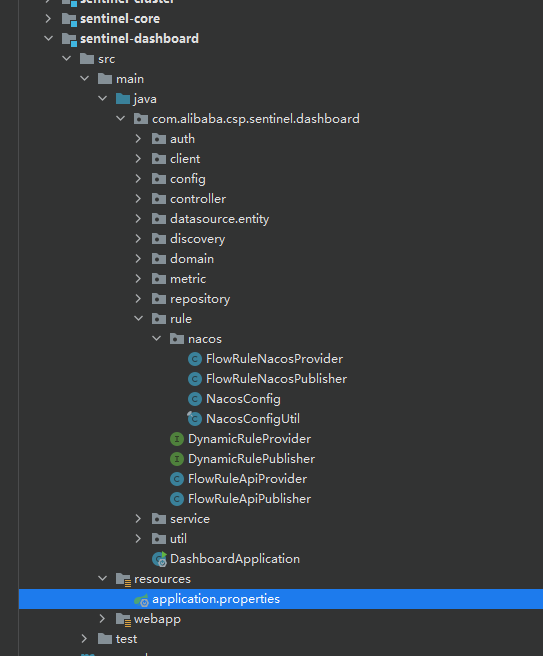 sentinel-cluster
sentinel-core
sentinel-dashboard
src
main
java
com.alibaba.csp.sentinel.dashboard
auth
client
config
controller
datasource.entity
discovery
domain
metric
repository
rule
nacos
FlowRuleNacosProvider
FlowRuleNacosPublisher
NacosConfig
NacosConfigUtil
DynamicRuleProvider
DynamicRulePublisher
FlowRuleApiProvider
FlowRuleApiPublisher
service
util
DashboardApplication
resources
application.properties
webapp
test